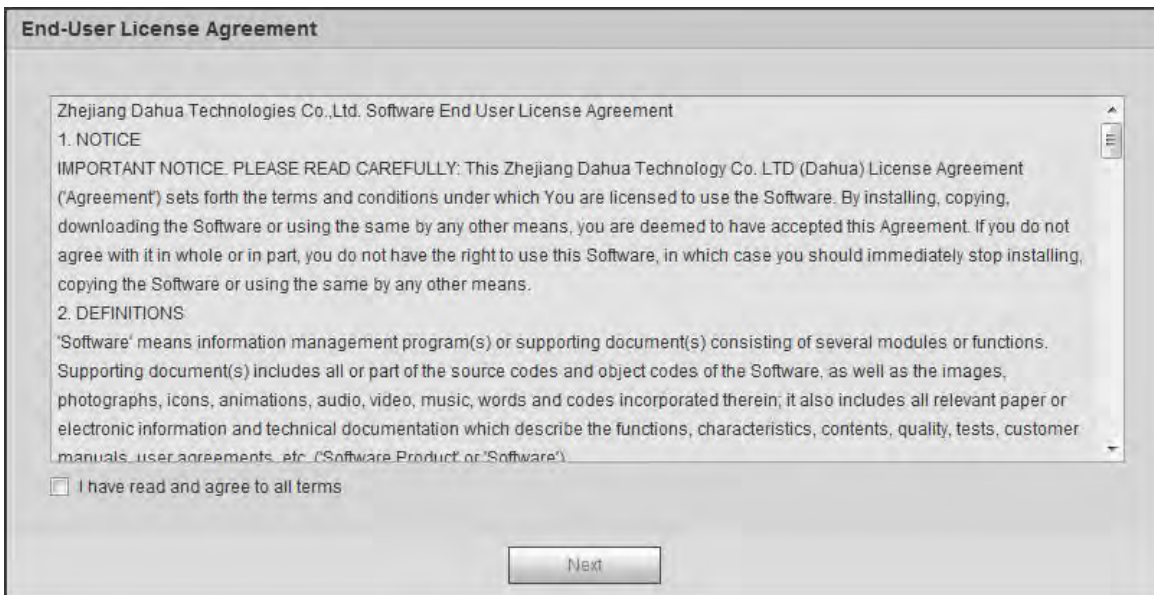 End-User License Agreement
Zhejiang Dahua Technologies Co.,Ltd. Software End User License Agreement
1. NOTICE
IMPORTANT NOTICE. PLEASE READ CAREFULLY: This Zhejiang Dahua Technology Co. LTD (Dahua) License Agreement
('Agreement') sets forth the terms and conditions under which You are licensed to use the Software. By installing, copying,
downloading the Software or using the same by any other means, you are deemed to have accepted this Agreement. If you do not
agree with it in whole or in part, you do not have the right to use this Software, in which case you should immediately stop installing,
copying the Software or using the same by any other means.
2. DEFINITIONS
'Software' means information management program(s) or supporting document(s) consisting of several modules or functions.
Supporting document(s) includes all or part of the source codes and object codes of the Software, as well as the images,
photographs, icons, animations, audio, video, music, words and codes incorporated therein; it also includes all relevant paper or
electronic information and technical documentation which describe the functions, characteristics, contents, quality, tests, customer
manuals, user agreements, etc. ('Software Product' or 'Software')
I have read and agree to all terms
Next